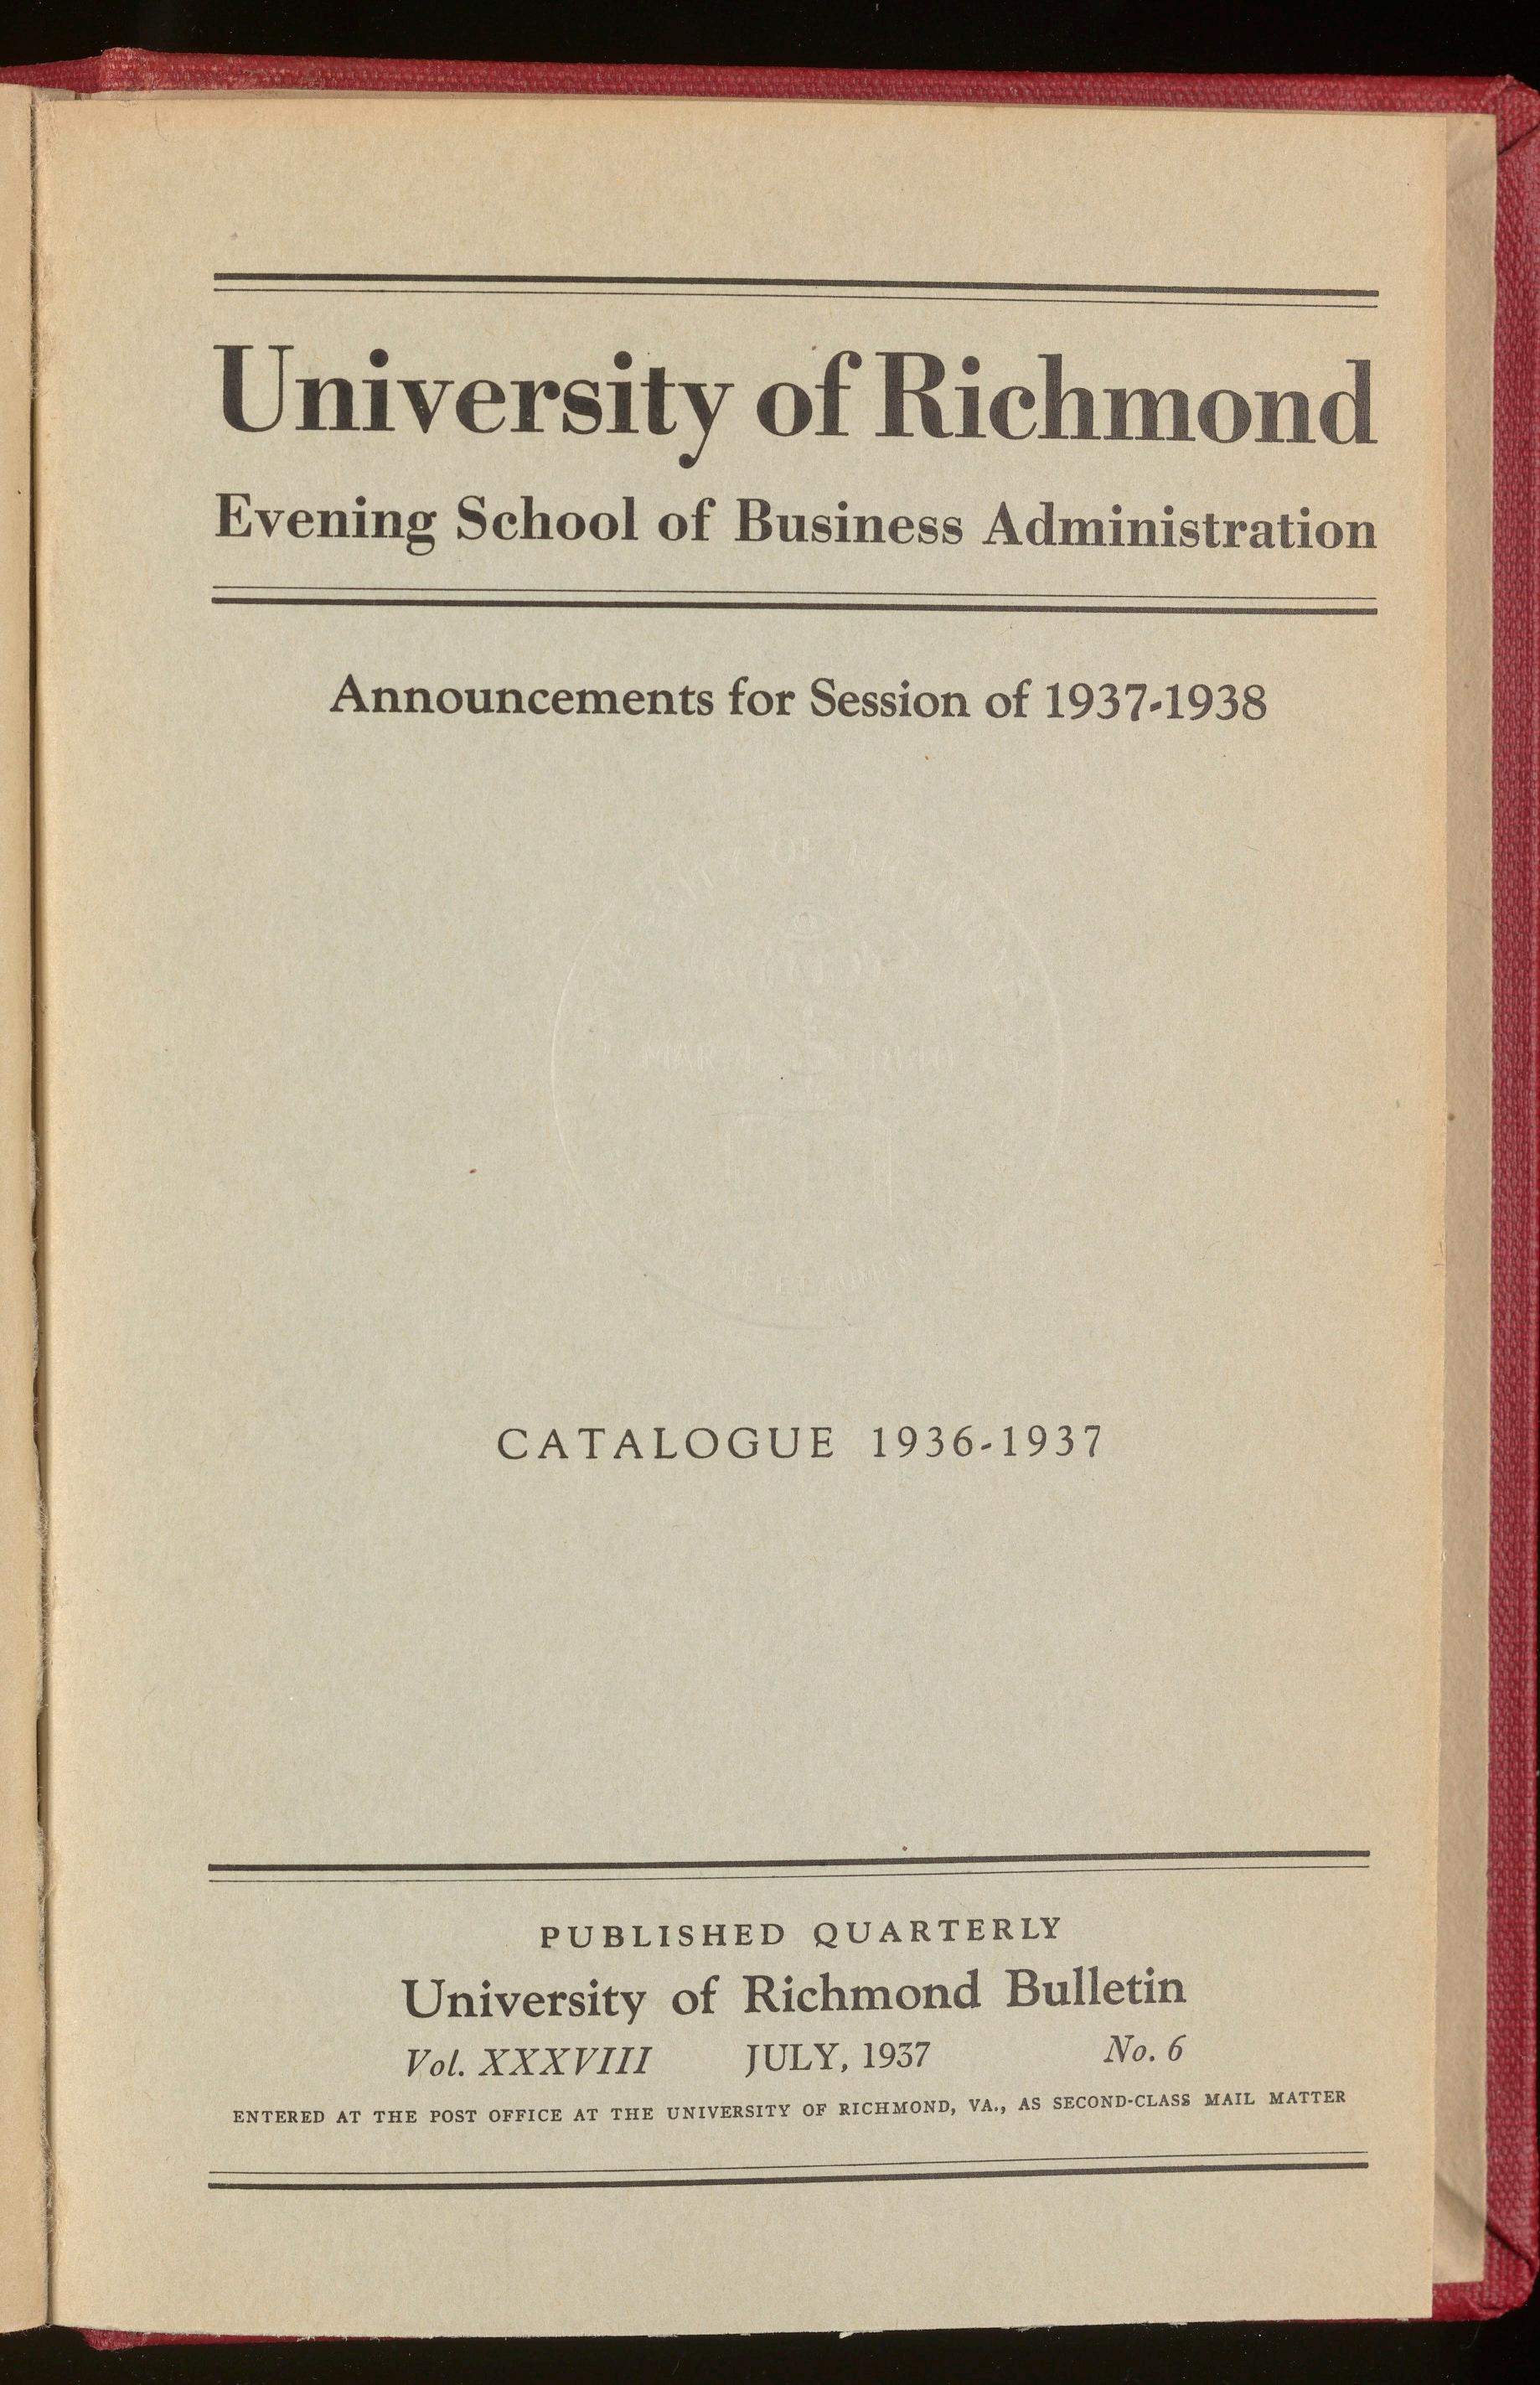 University of Richmond
Evening School of Business Administration
Announcements for Session of 1937-1938
CATALOGUE 1936-1937
PUBLISHED QUARTERLY
University of Richmond Bulletin
Vol. XXXVIII JULY, 1937 No. 6
ENTERED AT THE POST OFFICE AT THE UNIVERSITY OF RICHMOND, VA., AS SECOND-CLASS MAIL MATTER